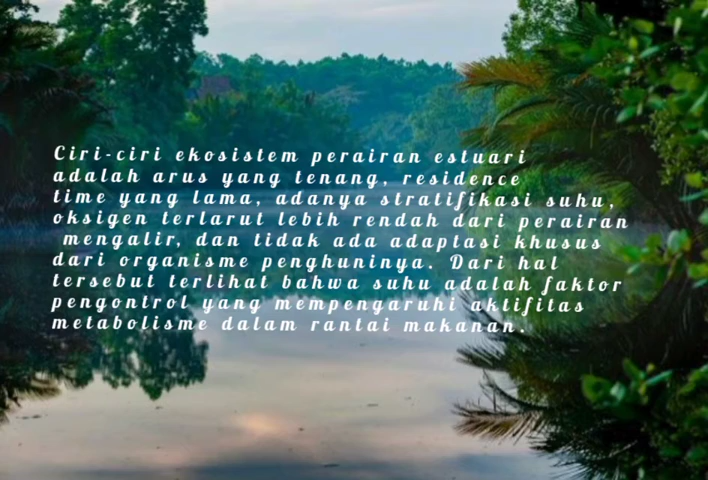 Ciri-ciri ekosistem perairan estuari
adalah arus yang tenang, residence
time yang lama, adanya stratifikasi suhu,
oksigen terlarut lebih rendah dari perairan
mengalir, dan tidak ada adaptasi khusus
dari organisme penghuninya. Dari hal
tersebut terlihat bahwa suhu adalah faktor
pengontrol yang mempengaruhi aktifitas
metabolisme dalam rantai makanan.